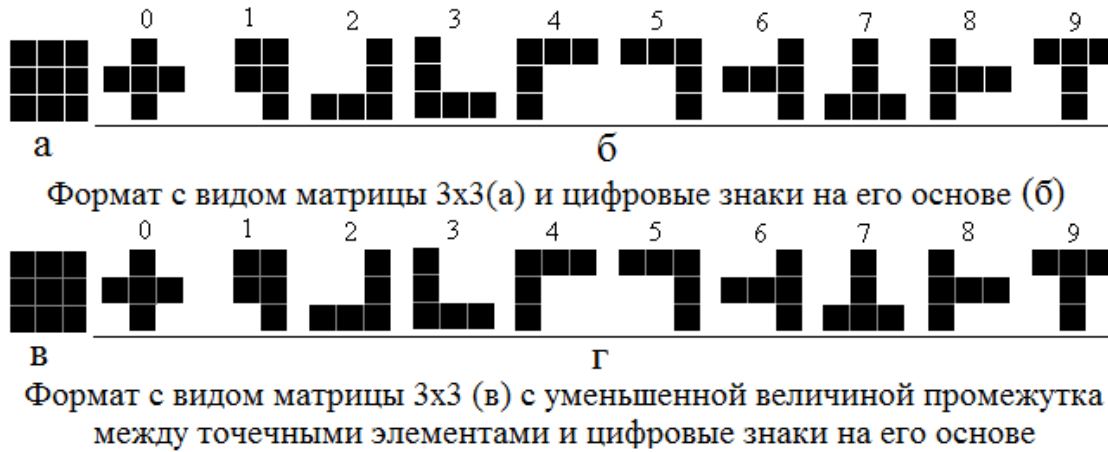 0 1 2 3 4 5 6 7 8 9
а б
Формат с видом матрицы 3х3(а) и цифровые знаки на его основе (б)
0 1 2 3 4 5 6 7 8 9
в г
Формат с видом матрицы 3х3 (в) с уменьшенной величиной промежутка
между точечными элементами и цифровые знаки на его основе